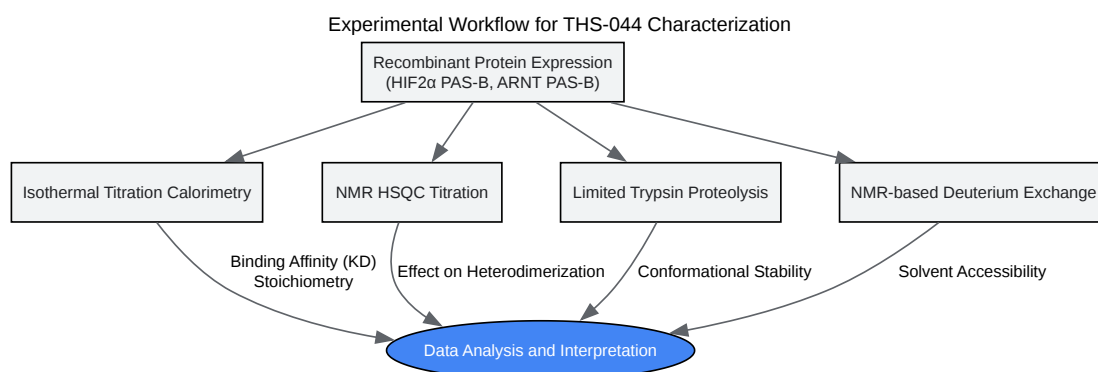 Experimental Workflow for THS-044 Characterization
Recombinant Protein Expression
(HIF2α PAS-B, ARNT PAS-B)
Isothermal Titration Calorimetry
NMR HSQC Titration
Limited Trypsin Proteolysis
NMR-based Deuterium Exchange
Binding Affinity (KD)
Stoichiometry
Effect on Heterodimerization
Conformational Stability
Solvent Accessibility
Data Analysis and Interpretation